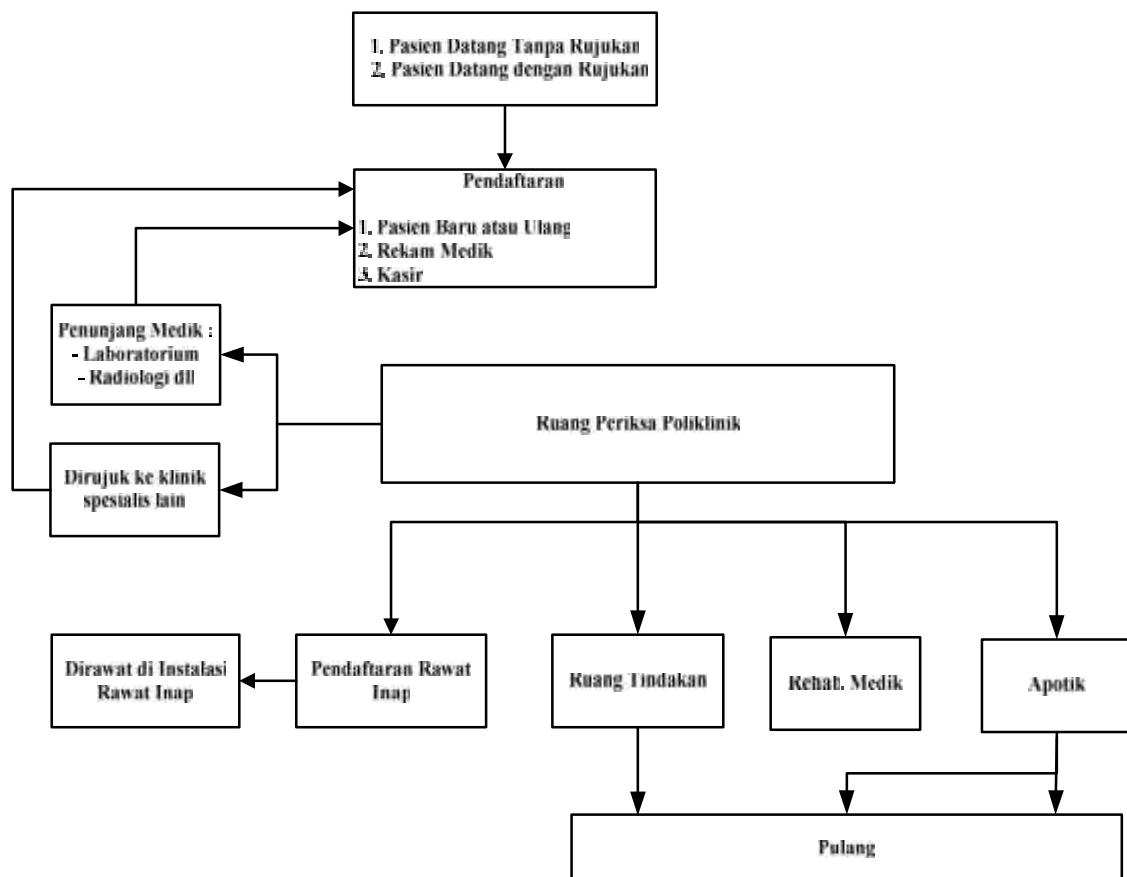 1. Pasien Datang Tanpa Rujukan
2. Pasien Datang dengan Rujukan
Pendaftaran
1. Pasien Baru atau Ulang
2. Rekam Medik
3. Kasir
Penunjang Medik :
- Laboratorium
- Radiologi dll
Ruang Periksa Poliklinik
Dirujuk ke klinik
spesialis lain
Dirawat di Instalasi
Rawat Inap
Pendaftaran Rawat
Inap
Ruang Tindakan
Rehab. Medik
Apotik
Pulang